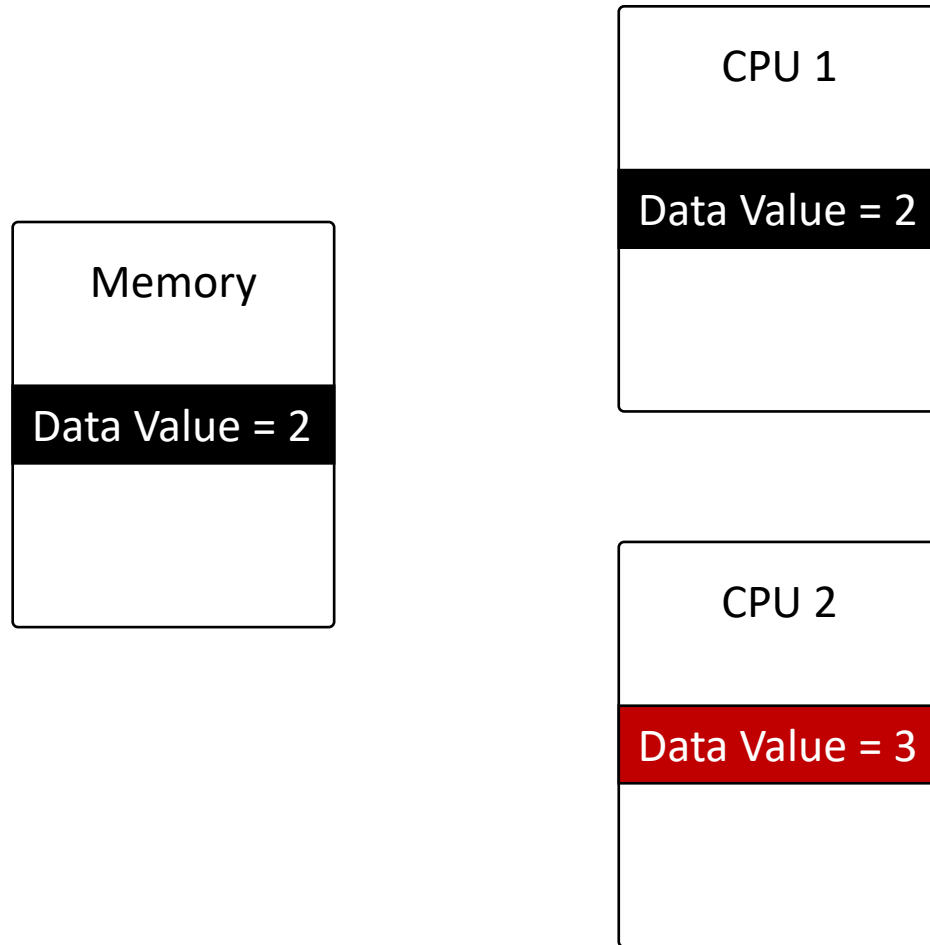 Memory
Data Value = 2
CPU 1
Data Value = 2
CPU 2
Data Value = 3